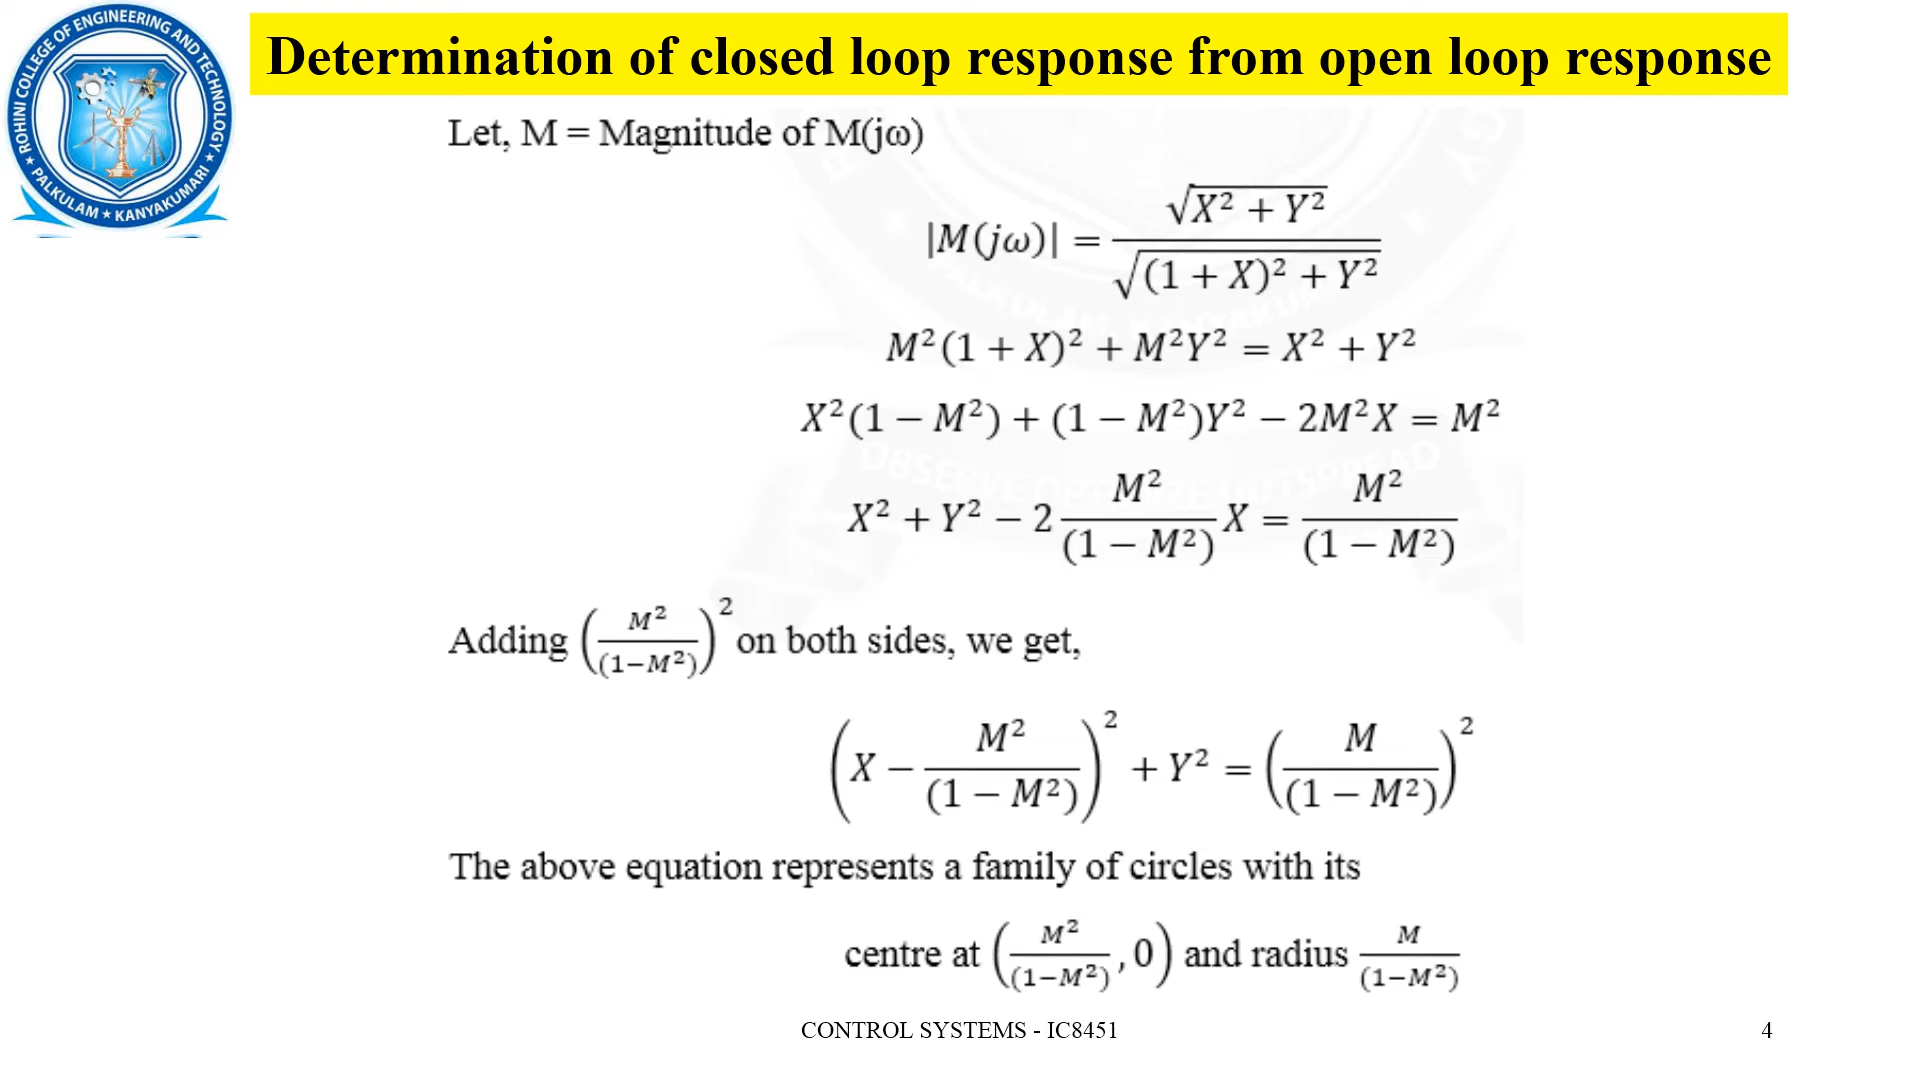 ROHINI COLLEGE OF ENGINEERING AND TECHNOLOGY
★ PALKULAM ★ KANYAKUMARI ★
Determination of closed loop response from open loop response
Let, M = Magnitude of M(jω)
|M(jω)| = √(X² + Y²) / √((1 + X)² + Y²)
M²(1 + X)² + M²Y² = X² + Y²
X²(1 − M²) + (1 − M²)Y² − 2M²X = M²
X² + Y² − 2 M²/(1 − M²) X = M²/(1 − M²)
Adding (M²/(1−M²))² on both sides, we get,
(X − M²/(1 − M²))² + Y² = (M/(1 − M²))²
The above equation represents a family of circles with its
centre at (M²/(1−M²), 0) and radius M/(1−M²)
CONTROL SYSTEMS - IC8451
4